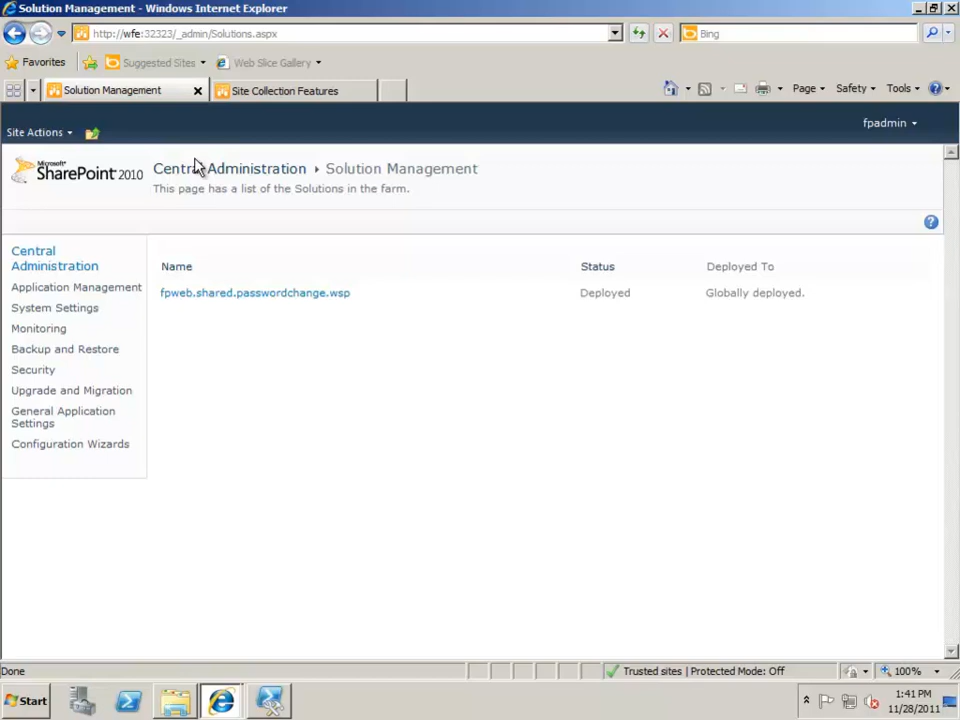 Solution Management - Windows Internet Explorer
http://wfe:32323/_admin/Solutions.aspx
Bing
Favorites
Suggested Sites
Web Slice Gallery
Solution Management
Site Collection Features
Page
Safety
Tools
Site Actions
fpadmin
Microsoft
SharePoint 2010
Central Administration
Solution Management
This page has a list of the Solutions in the farm.
Central
Administration
Application Management
System Settings
Monitoring
Backup and Restore
Security
Upgrade and Migration
General Application
Settings
Configuration Wizards
Name
Status
Deployed To
fpweb.shared.passwordchange.wsp
Deployed
Globally deployed.
Done
Trusted sites | Protected Mode: Off
100%
Start
1:41 PM
11/28/2011